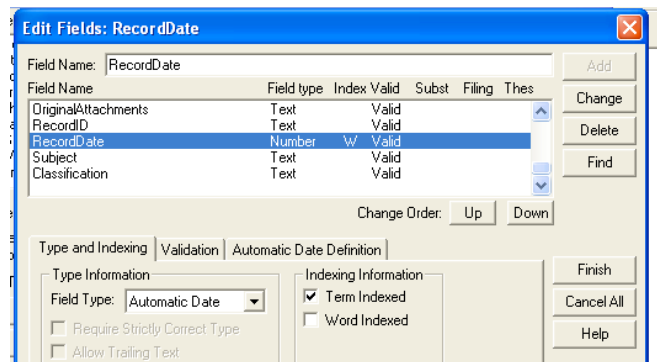 Edit Fields: RecordDate
Field Name: RecordDate Add
Field Name Field type Index Valid Subst Filing Thes
OriginalAttachments Text Valid Change
RecordID Text Valid
RecordDate Number W Valid Delete
Subject Text Valid
Classification Text Valid Find
Change Order: Up Down
Type and Indexing Validation Automatic Date Definition
Type Information Indexing Information Finish
Field Type: Automatic Date Term Indexed
Cancel All
Require Strictly Correct Type Word Indexed
Help
Allow Trailing Text